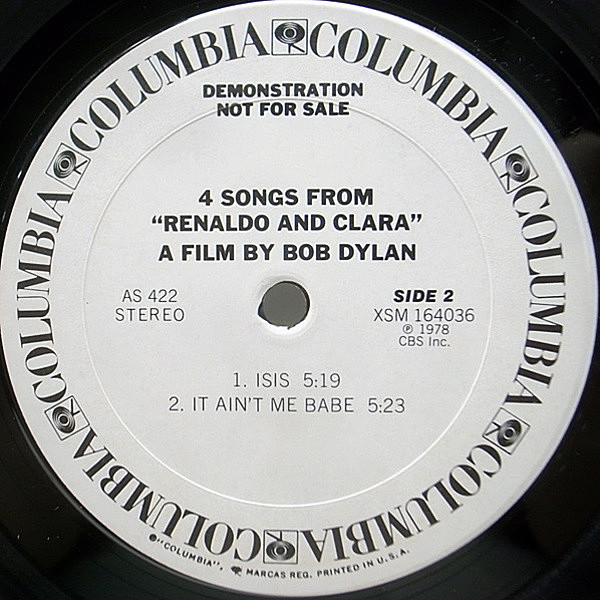 COLUMBIA COLUMBIA COLUMBIA COLUMBIA COLUMBIA COLUMBIA
DEMONSTRATION
NOT FOR SALE
4 SONGS FROM
"RENALDO AND CLARA"
A FILM BY BOB DYLAN
AS 422
STEREO
SIDE 2
XSM 164036
℗ 1978
CBS Inc.
1. ISIS 5:19
2. IT AIN'T ME BABE 5:23
"COLUMBIA", MARCAS REG. PRINTED IN U.S.A.